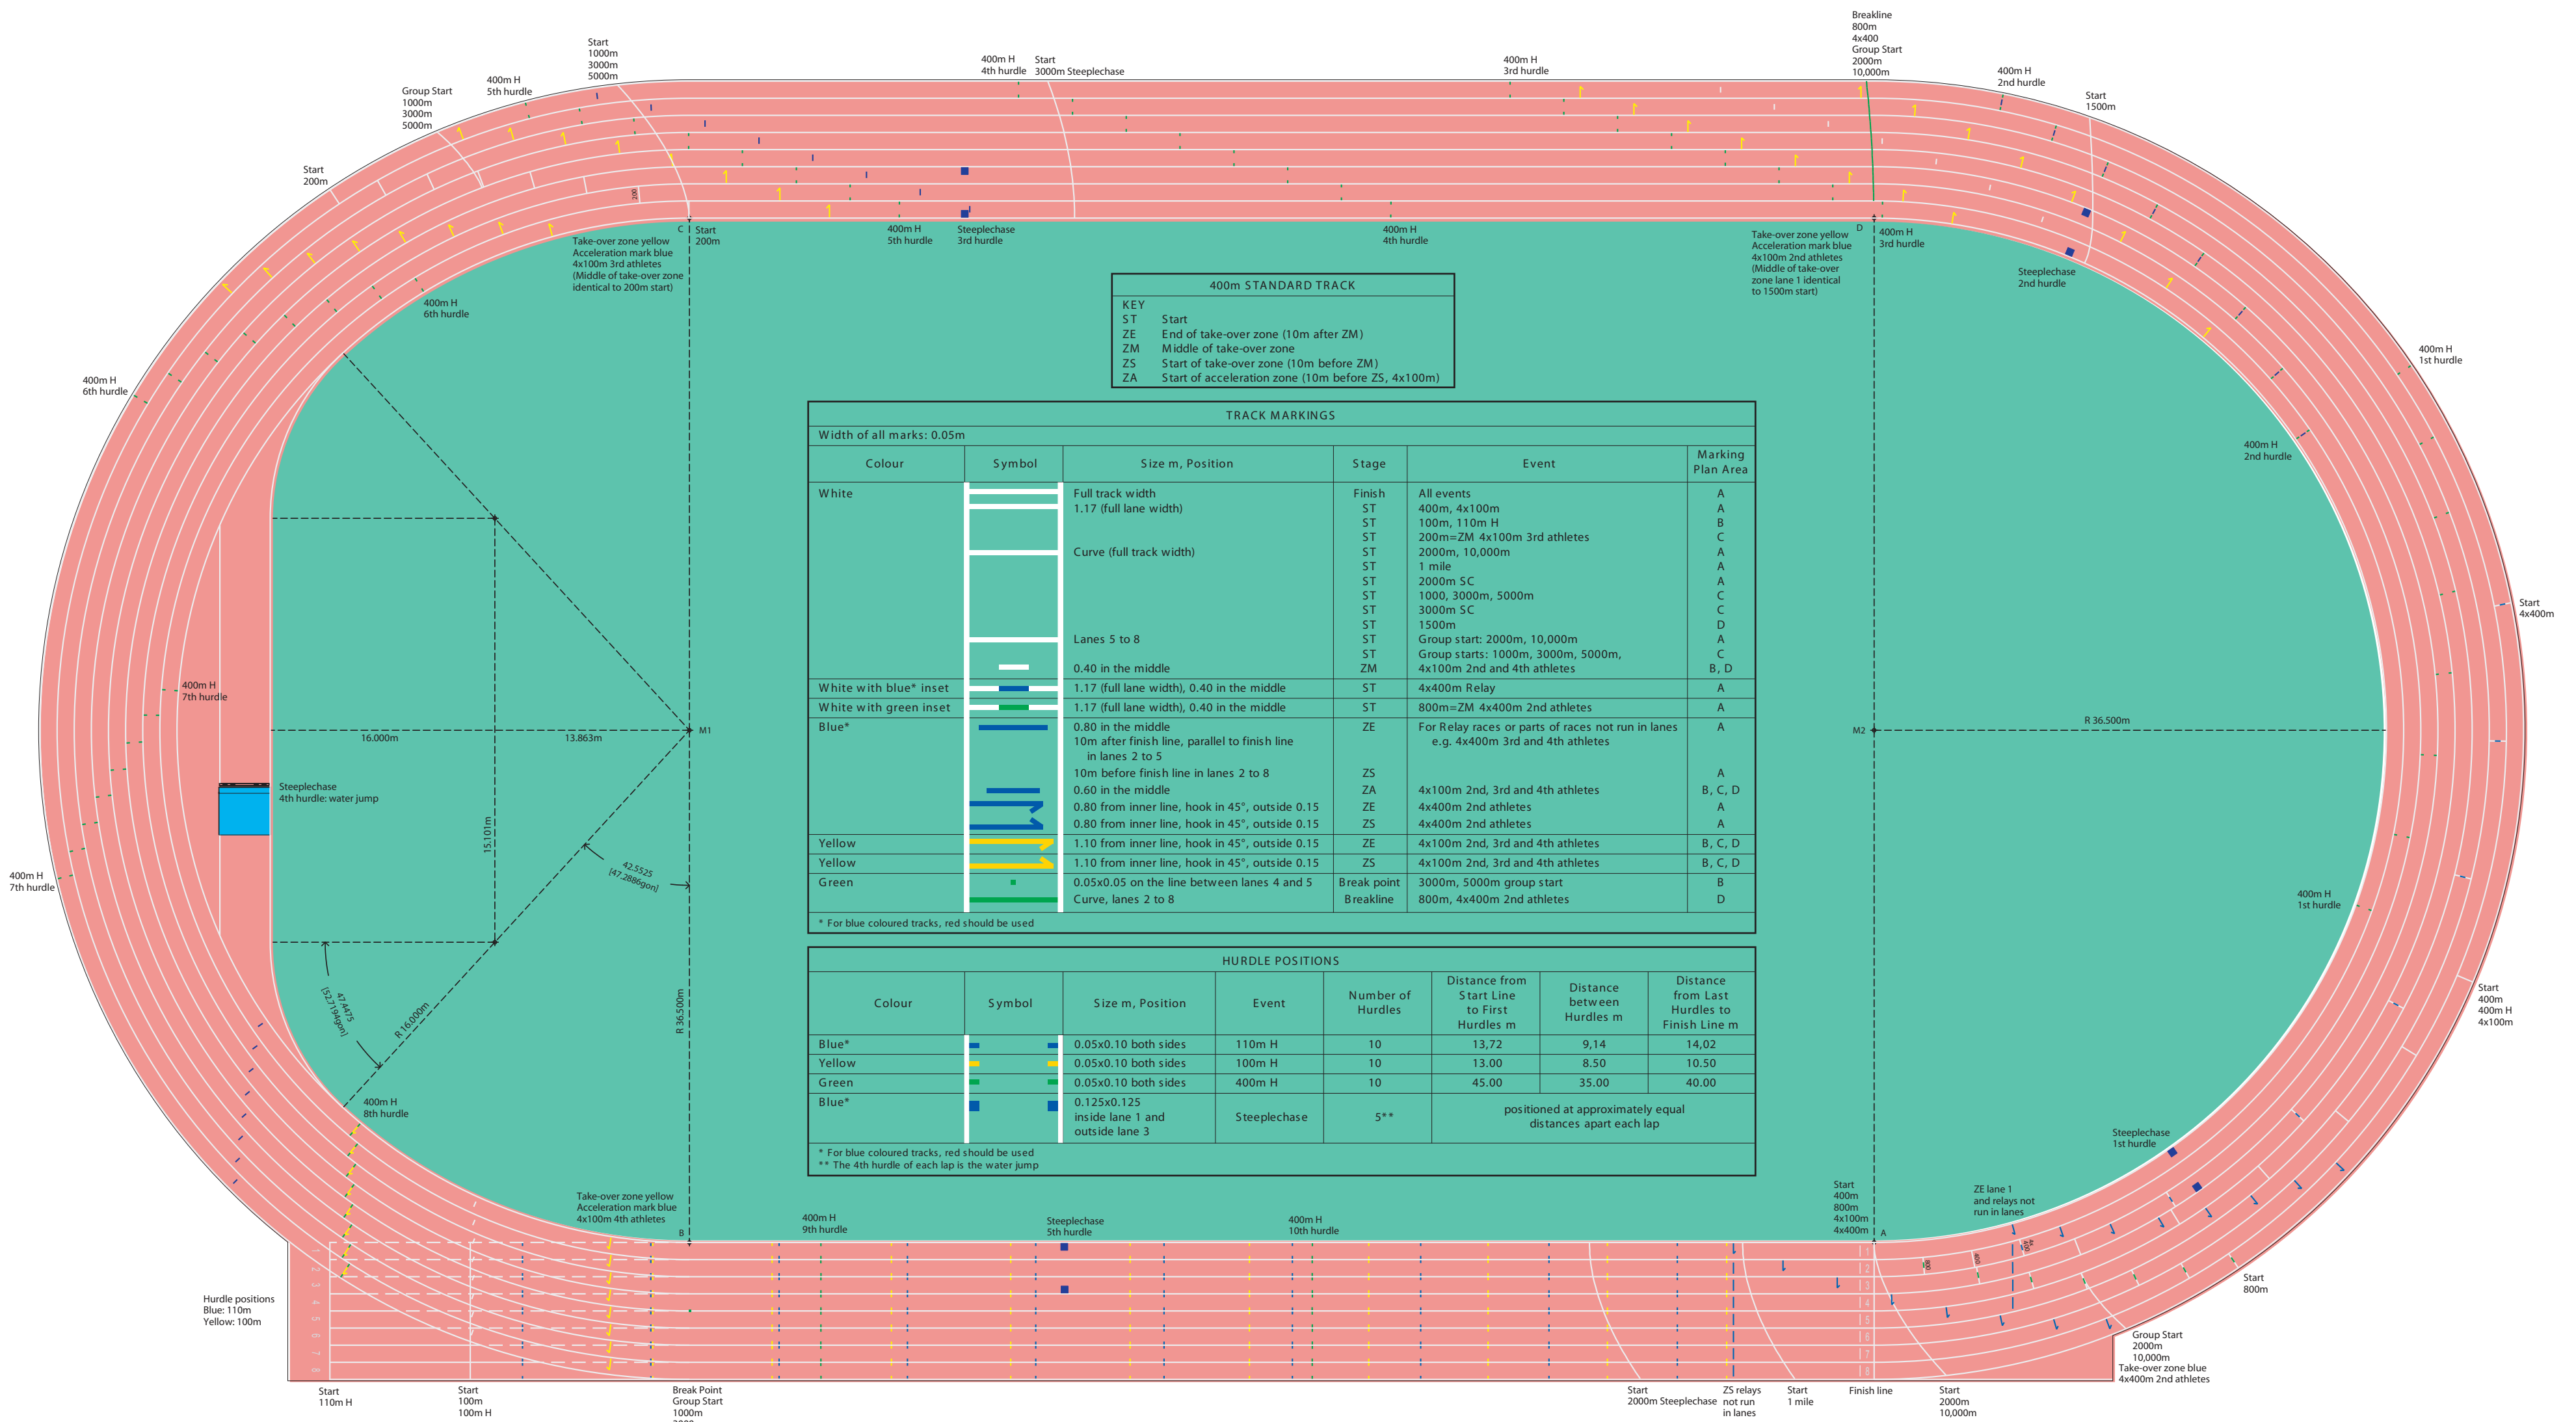 Breakline
800m
4x400
Group Start
2000m
10,000m
Start
1000m
3000m
5000m
400m H
4th hurdle
Start
3000m Steeplechase
400m H
3rd hurdle
400m H
2nd hurdle
400m H
5th hurdle
Group Start
1000m
3000m
5000m
Start
1500m
Start
200m
200
C
Start
200m
400m H
5th hurdle
Steeplechase
3rd hurdle
400m H
4th hurdle
D
400m H
3rd hurdle
Take-over zone yellow
Acceleration mark blue
4x100m 3rd athletes
(Middle of take-over zone
identical to 200m start)
Take-over zone yellow
Acceleration mark blue
4x100m 2nd athletes
(Middle of take-over
zone lane 1 identical
to 1500m start)
Steeplechase
2nd hurdle
400m H
6th hurdle
400m H
6th hurdle
400m H
1st hurdle
400m H
2nd hurdle
400m STANDARD TRACK
KEY
ST Start
ZE End of take-over zone (10m after ZM)
ZM Middle of take-over zone
ZS Start of take-over zone (10m before ZM)
ZA Start of acceleration zone (10m before ZS, 4x100m)
TRACK MARKINGS
Width of all marks: 0.05m
Colour Symbol Size m, Position Stage Event Marking Plan Area
White Full track width Finish All events A
1.17 (full lane width) ST 400m, 4x100m A
ST 100m, 110m H B
ST 200m=ZM 4x100m 3rd athletes C
Curve (full track width) ST 2000m, 10,000m A
ST 1 mile A
ST 2000m SC A
ST 1000, 3000m, 5000m C
ST 3000m SC C
ST 1500m D
Lanes 5 to 8 ST Group start: 2000m, 10,000m A
ST Group starts: 1000m, 3000m, 5000m, C
0.40 in the middle ZM 4x100m 2nd and 4th athletes B, D
White with blue* inset 1.17 (full lane width), 0.40 in the middle ST 4x400m Relay A
White with green inset 1.17 (full lane width), 0.40 in the middle ST 800m=ZM 4x400m 2nd athletes A
Blue* 0.80 in the middle ZE For Relay races or parts of races not run in lanes A
10m after finish line, parallel to finish line e.g. 4x400m 3rd and 4th athletes
in lanes 2 to 5
10m before finish line in lanes 2 to 8 ZS A
0.60 in the middle ZA 4x100m 2nd, 3rd and 4th athletes B, C, D
0.80 from inner line, hook in 45°, outside 0.15 ZE 4x400m 2nd athletes A
0.80 from inner line, hook in 45°, outside 0.15 ZS 4x400m 2nd athletes A
Yellow 1.10 from inner line, hook in 45°, outside 0.15 ZE 4x100m 2nd, 3rd and 4th athletes B, C, D
Yellow 1.10 from inner line, hook in 45°, outside 0.15 ZS 4x100m 2nd, 3rd and 4th athletes B, C, D
Green 0.05x0.05 on the line between lanes 4 and 5 Break point 3000m, 5000m group start B
Curve, lanes 2 to 8 Breakline 800m, 4x400m 2nd athletes D
* For blue coloured tracks, red should be used
HURDLE POSITIONS
Colour Symbol Size m, Position Event Number of Hurdles Distance from Start Line to First Hurdles m Distance between Hurdles m Distance from Last Hurdles to Finish Line m
Blue* 0.05x0.10 both sides 110m H 10 13,72 9,14 14,02
Yellow 0.05x0.10 both sides 100m H 10 13.00 8.50 10.50
Green 0.05x0.10 both sides 400m H 10 45.00 35.00 40.00
Blue* 0.125x0.125
inside lane 1 and
outside lane 3 Steeplechase 5** positioned at approximately equal
distances apart each lap
* For blue coloured tracks, red should be used
** The 4th hurdle of each lap is the water jump
Start
4x400m
400m H
7th hurdle
M1
16.000m
13.863m
M2
R 36.500m
Steeplechase
4th hurdle: water jump
15.101m
42.5525
[47.2886gon]
400m H
7th hurdle
400m H
1st hurdle
47.4475
[52.7194gon]
R 16.000m
R 36.500m
Start
400m
400m H
4x100m
400m H
8th hurdle
Steeplechase
1st hurdle
Take-over zone yellow
Acceleration mark blue
4x100m 4th athletes
B
400m H
9th hurdle
Steeplechase
5th hurdle
400m H
10th hurdle
Start
400m
800m
4x100m
4x400m
A
ZE lane 1
and relays not
run in lanes
800
400
4x
400
1
2
3
4
5
6
7
8
1
2
3
4
5
6
7
8
Hurdle positions
Blue: 110m
Yellow: 100m
Start
800m
Group Start
2000m
10,000m
Take-over zone blue
4x400m 2nd athletes
Start
110m H
Start
100m
100m H
Break Point
Group Start
1000m
Start
2000m Steeplechase
ZS relays
not run
in lanes
Start
1 mile
Finish line
Start
2000m
10,000m